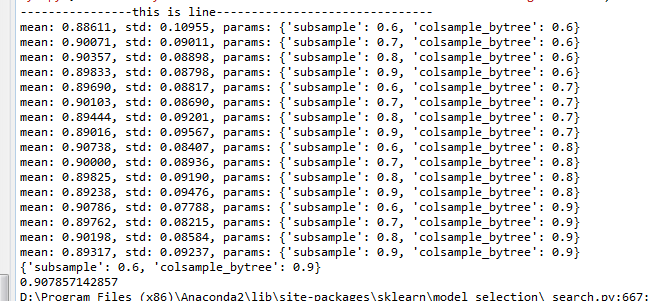 ----------------this is line-------------------------------
mean: 0.88611, std: 0.10955, params: {'subsample': 0.6, 'colsample_bytree': 0.6}
mean: 0.90071, std: 0.09011, params: {'subsample': 0.7, 'colsample_bytree': 0.6}
mean: 0.90357, std: 0.08898, params: {'subsample': 0.8, 'colsample_bytree': 0.6}
mean: 0.89833, std: 0.08798, params: {'subsample': 0.9, 'colsample_bytree': 0.6}
mean: 0.89690, std: 0.08817, params: {'subsample': 0.6, 'colsample_bytree': 0.7}
mean: 0.90103, std: 0.08690, params: {'subsample': 0.7, 'colsample_bytree': 0.7}
mean: 0.89444, std: 0.09201, params: {'subsample': 0.8, 'colsample_bytree': 0.7}
mean: 0.89016, std: 0.09567, params: {'subsample': 0.9, 'colsample_bytree': 0.7}
mean: 0.90738, std: 0.08407, params: {'subsample': 0.6, 'colsample_bytree': 0.8}
mean: 0.90000, std: 0.08936, params: {'subsample': 0.7, 'colsample_bytree': 0.8}
mean: 0.89825, std: 0.09190, params: {'subsample': 0.8, 'colsample_bytree': 0.8}
mean: 0.89238, std: 0.09476, params: {'subsample': 0.9, 'colsample_bytree': 0.8}
mean: 0.90786, std: 0.07788, params: {'subsample': 0.6, 'colsample_bytree': 0.9}
mean: 0.89762, std: 0.08215, params: {'subsample': 0.7, 'colsample_bytree': 0.9}
mean: 0.90198, std: 0.08584, params: {'subsample': 0.8, 'colsample_bytree': 0.9}
mean: 0.89317, std: 0.09237, params: {'subsample': 0.9, 'colsample_bytree': 0.9}
{'subsample': 0.6, 'colsample_bytree': 0.9}
0.907857142857
D:\Program Files (x86)\Anaconda2\lib\site-packages\sklearn\model_selection\_search.py:667: